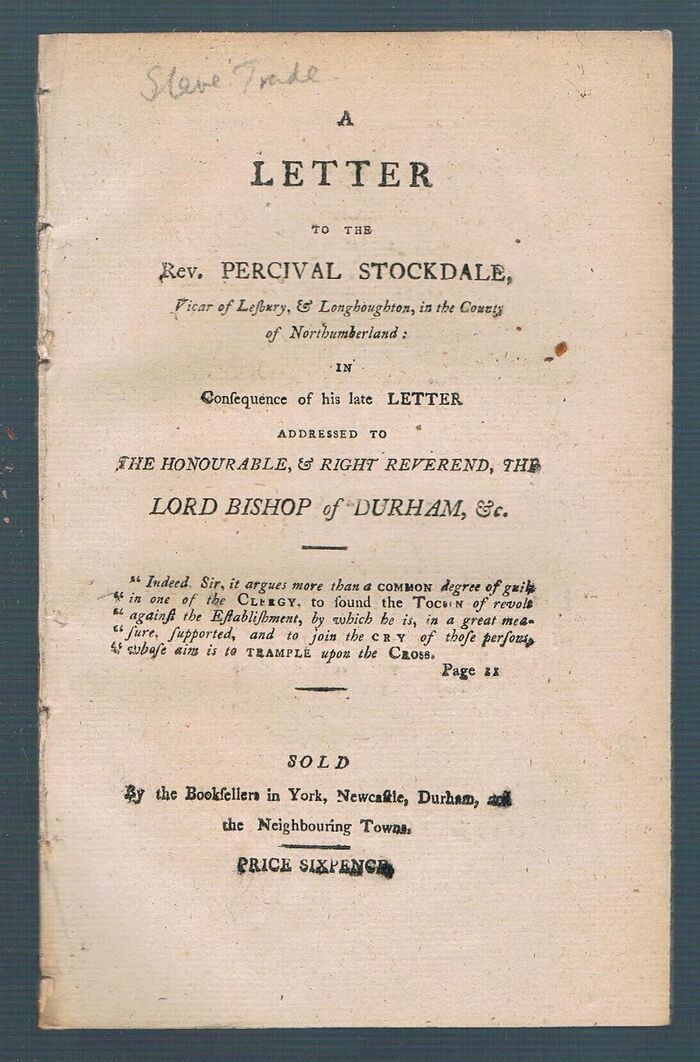 Slave Trade
A
LETTER
TO THE
Rev. PERCIVAL STOCKDALE,
Vicar of Leſbury, & Longhoughton, in the County
of Northumberland:
IN
Conſequence of his late LETTER
ADDRESSED TO
THE HONOURABLE, & RIGHT REVEREND, THE
LORD BISHOP of DURHAM, &c.
“ Indeed, Sir, it argues more than a COMMON degree of guilt
“ in one of the CLERGY, to ſound the TOCSIN of revolt
“ againſt the Eſtabliſhment, by which he is, in a great mea-
“ ſure, ſupported, and to join the CRY of thoſe perſons,
“ whoſe aim is to TRAMPLE upon the CROSS.
Page
SOLD
By the Bookſellers in York, Newcaſtle, Durham, and
the Neighbouring Towns.
PRICE SIXPENCE,